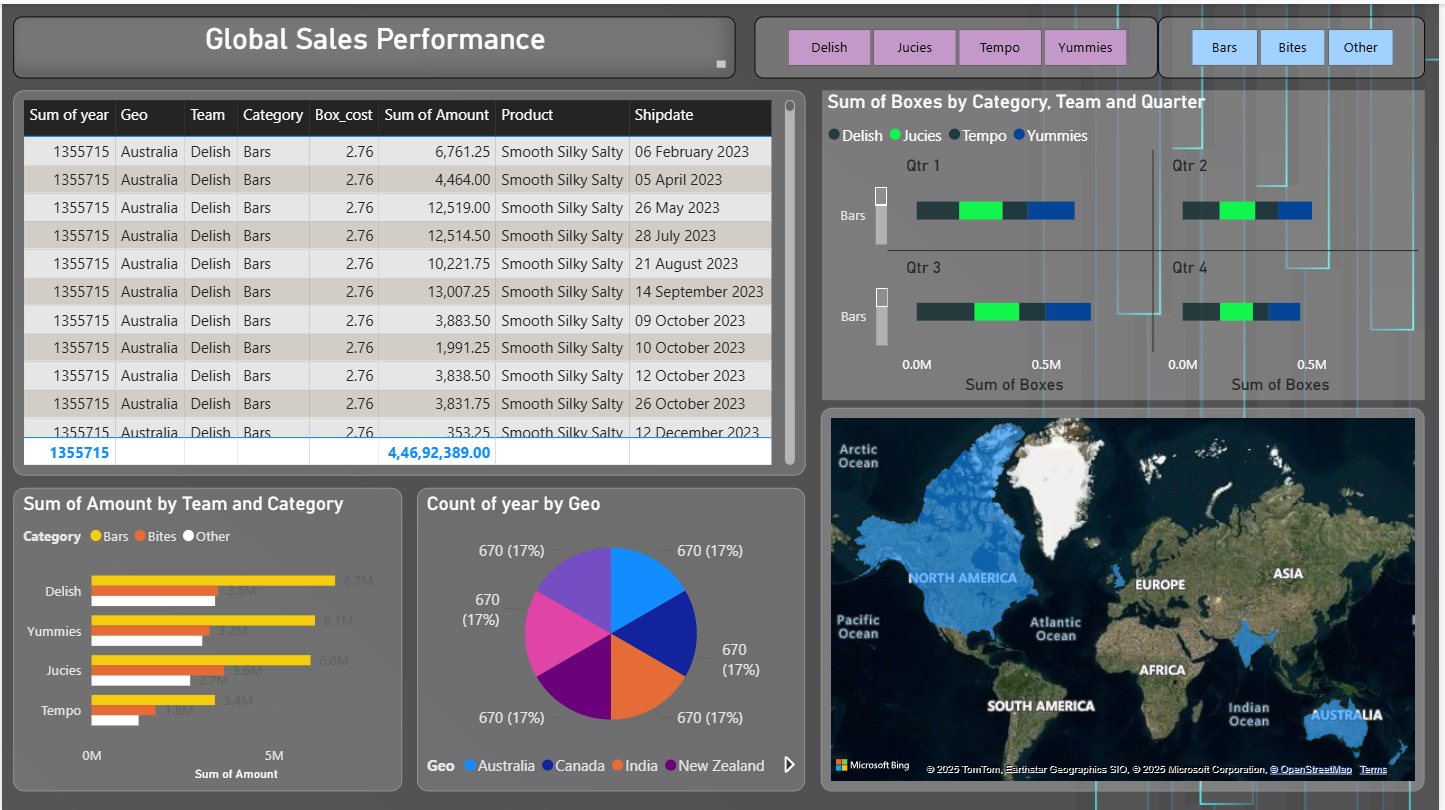 Global Sales Performance
Delish Jucies Tempo Yummies
Bars Bites Other
Sum of year Geo Team Category Box_cost Sum of Amount Product Shipdate
1355715 Australia Delish Bars 2.76 6,761.25 Smooth Silky Salty 06 February 2023
1355715 Australia Delish Bars 2.76 4,464.00 Smooth Silky Salty 05 April 2023
1355715 Australia Delish Bars 2.76 12,519.00 Smooth Silky Salty 26 May 2023
1355715 Australia Delish Bars 2.76 12,514.50 Smooth Silky Salty 28 July 2023
1355715 Australia Delish Bars 2.76 10,221.75 Smooth Silky Salty 21 August 2023
1355715 Australia Delish Bars 2.76 13,007.25 Smooth Silky Salty 14 September 2023
1355715 Australia Delish Bars 2.76 3,883.50 Smooth Silky Salty 09 October 2023
1355715 Australia Delish Bars 2.76 1,991.25 Smooth Silky Salty 10 October 2023
1355715 Australia Delish Bars 2.76 3,838.50 Smooth Silky Salty 12 October 2023
1355715 Australia Delish Bars 2.76 3,831.75 Smooth Silky Salty 26 October 2023
1355715 Australia Delish Bars 2.76 353.25 Smooth Silky Salty 12 December 2023
1355715 4,46,92,389.00
Sum of Boxes by Category, Team and Quarter
Delish Jucies Tempo Yummies
Qtr 1 Qtr 2
Bars
Qtr 3 Qtr 4
Bars
0.0M 0.5M 0.0M 0.5M
Sum of Boxes Sum of Boxes
Sum of Amount by Team and Category
Category Bars Bites Other
Delish 6.7M
3.5M
Yummies 6.1M
3.2M
Jucies 6.0M
3.6M
2.7M
Tempo 3.4M
1.8M
0M 5M
Sum of Amount
Count of year by Geo
670 (17%) 670 (17%)
670
(17%)
670
(17%)
670 (17%) 670 (17%)
Geo Australia Canada India New Zealand
Arctic
Ocean
NORTH AMERICA
EUROPE
ASIA
Pacific
Ocean
Atlantic
Ocean
AFRICA
SOUTH AMERICA
Indian
Ocean
AUSTRALIA
Microsoft Bing
© 2025 TomTom, Earthstar Geographics SIO, © 2025 Microsoft Corporation, © OpenStreetMap Terms